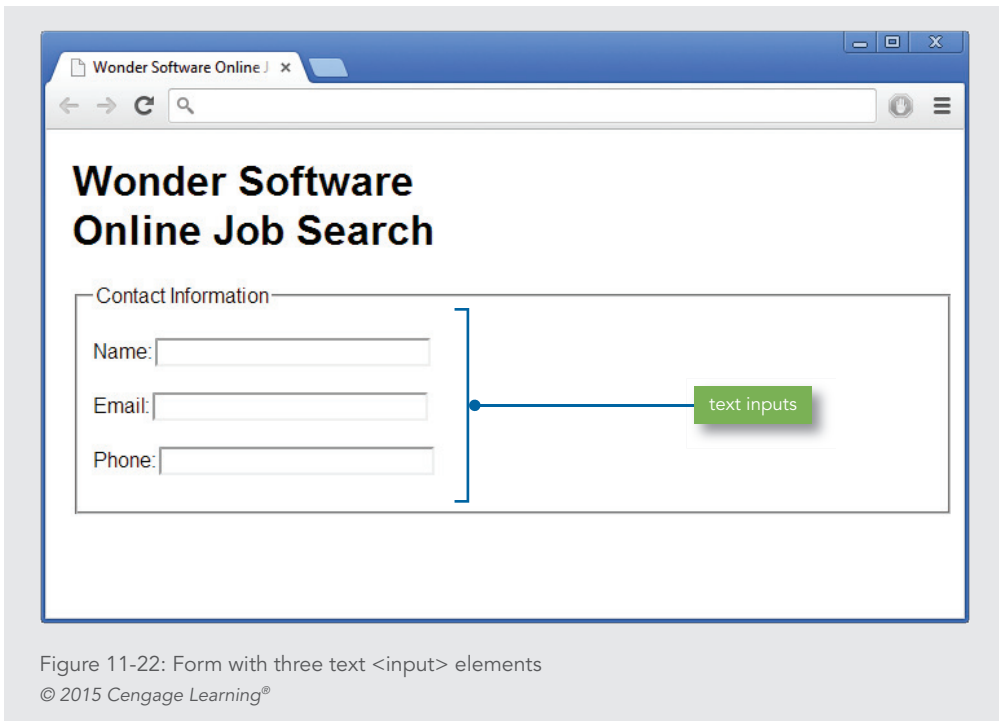 Wonder Software Online J
Wonder Software
Online Job Search
Contact Information
Name:
Email:
text inputs
Phone:
Figure 11-22: Form with three text <input> elements
© 2015 Cengage Learning®